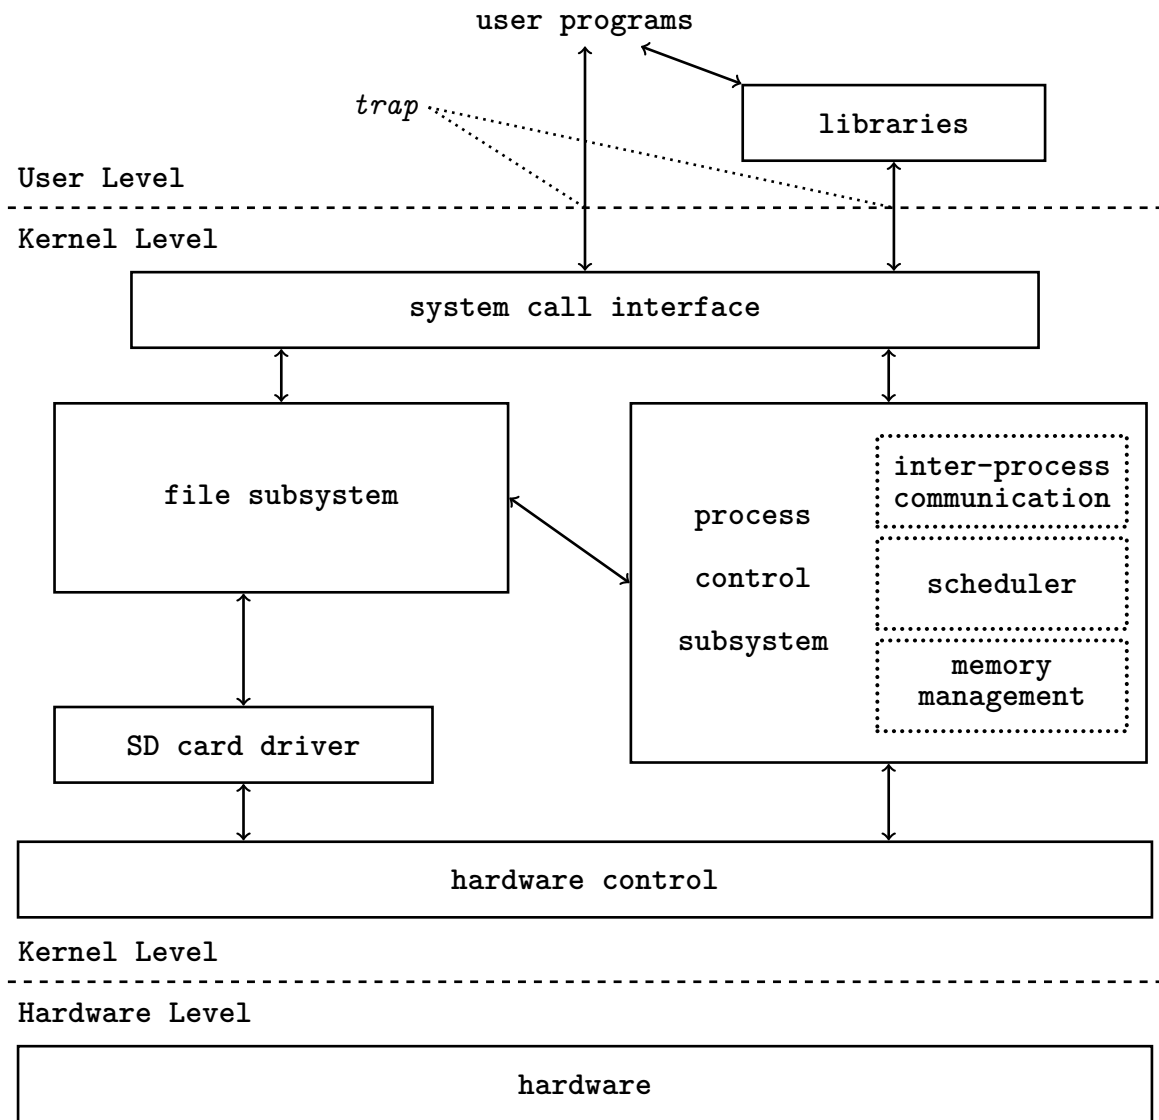 user programs
trap
libraries
User Level
Kernel Level
system call interface
file subsystem
process
control
subsystem
inter-process
communication
scheduler
memory
management
SD card driver
hardware control
Kernel Level
Hardware Level
hardware